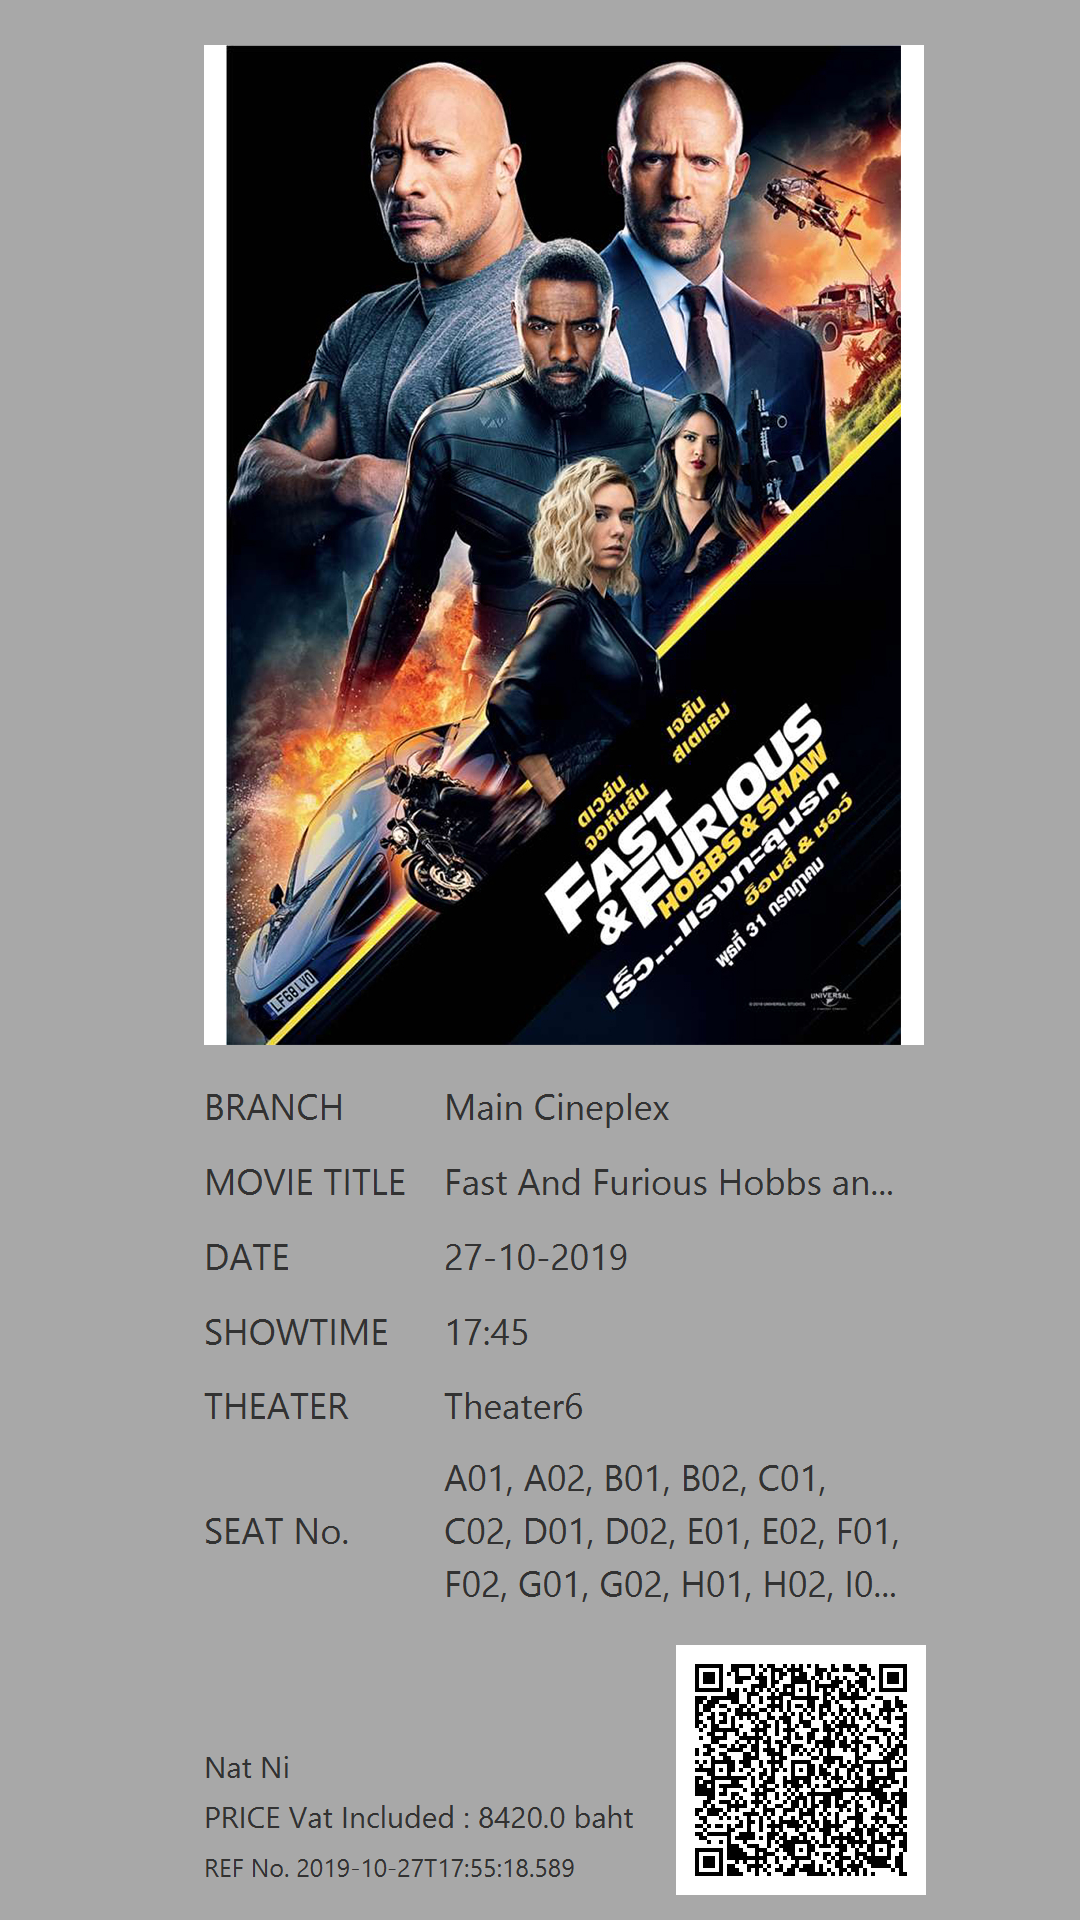 เจสัน
สเตแธม
ดเวย์น
จอห์นสัน
FAST
& FURIOUS
HOBBS & SHAW
เร็ว...แรงทะลุนรก
ฮ็อบส์ & ชอว์
พุธที่ 31 กรกฎาคม
UNIVERSAL
LF68 LVO
BRANCH Main Cineplex
MOVIE TITLE Fast And Furious Hobbs an...
DATE 27-10-2019
SHOWTIME 17:45
THEATER Theater6
SEAT No. A01, A02, B01, B02, C01,
C02, D01, D02, E01, E02, F01,
F02, G01, G02, H01, H02, I0...
Nat Ni
PRICE Vat Included : 8420.0 baht
REF No. 2019-10-27T17:55:18.589